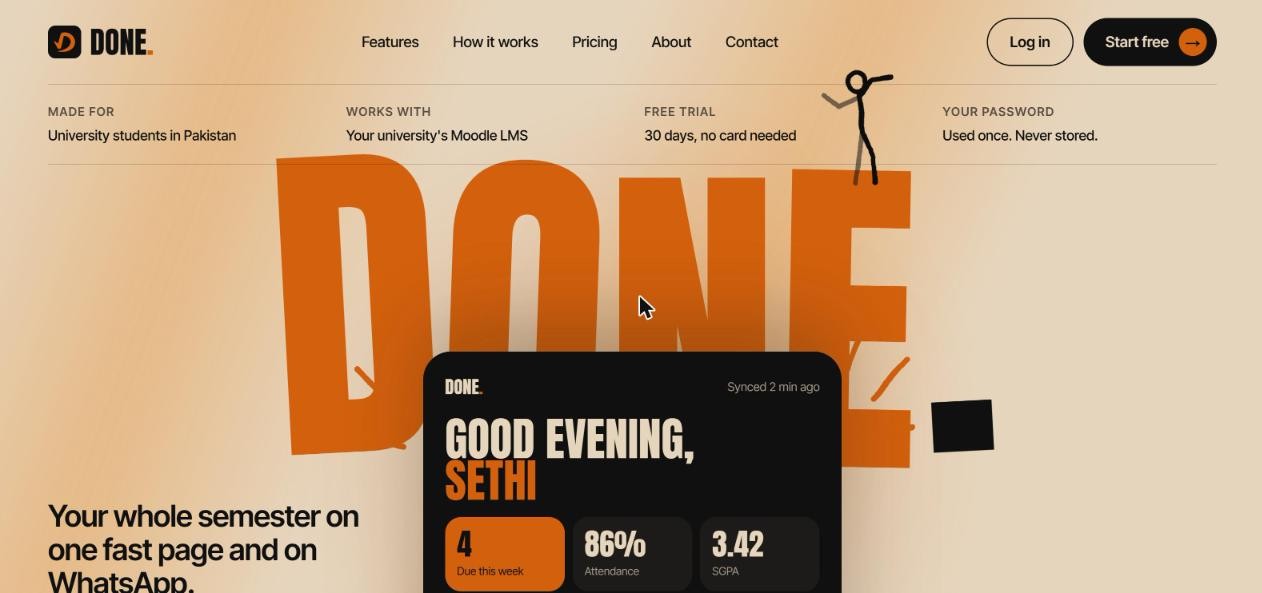 DONE.
Features
How it works
Pricing
About
Contact
Log in
Start free →
MADE FOR
University students in Pakistan
WORKS WITH
Your university's Moodle LMS
FREE TRIAL
30 days, no card needed
YOUR PASSWORD
Used once. Never stored.
DONE.
DONE.
Synced 2 min ago
GOOD EVENING,
SETHI
4
Due this week
86%
Attendance
3.42
SGPA
Your whole semester on
one fast page and on
WhatsApp.